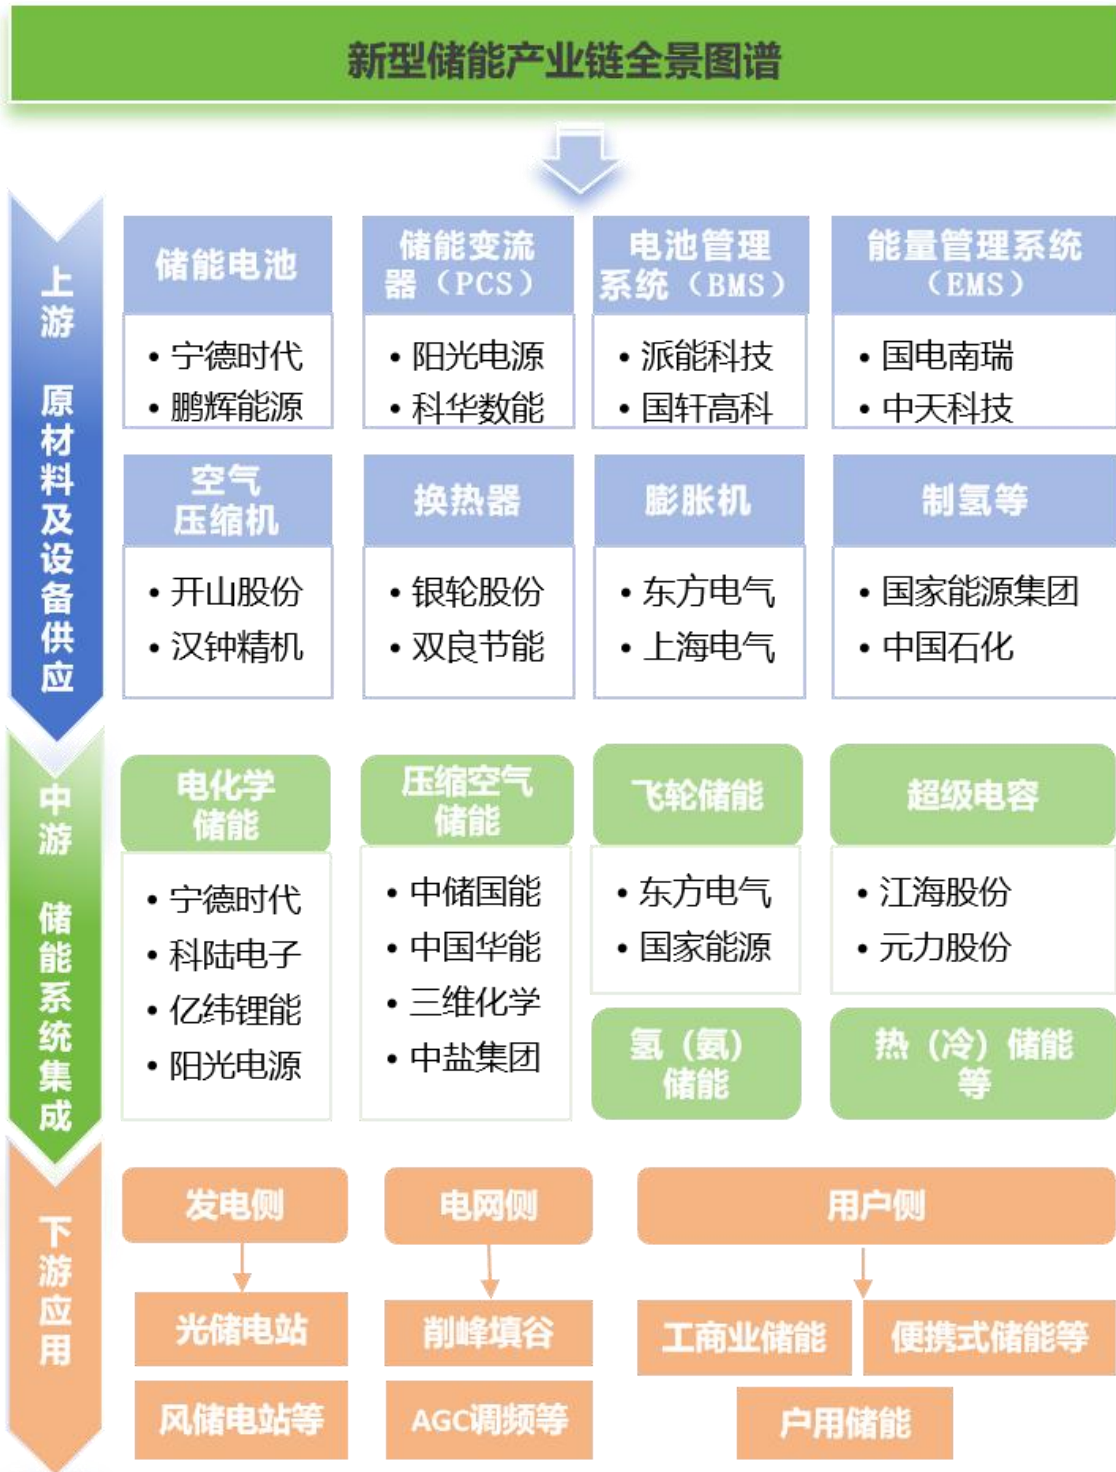 新型储能产业链全景图谱
上游 原材料及设备供应
储能电池
• 宁德时代
• 鹏辉能源
储能变流
器（PCS）
• 阳光电源
• 科华数能
电池管理
系统（BMS）
• 派能科技
• 国轩高科
能量管理系统
（EMS）
• 国电南瑞
• 中天科技
空气
压缩机
• 开山股份
• 汉钟精机
换热器
• 银轮股份
• 双良节能
膨胀机
• 东方电气
• 上海电气
制氢等
• 国家能源集团
• 中国石化
中游 储能系统集成
电化学
储能
• 宁德时代
• 科陆电子
• 亿纬锂能
• 阳光电源
压缩空气
储能
• 中储国能
• 中国华能
• 三维化学
• 中盐集团
飞轮储能
• 东方电气
• 国家能源
超级电容
• 江海股份
• 元力股份
氢（氨）
储能
热（冷）储能
等
下游应用
发电侧
光储电站
风储电站等
电网侧
削峰填谷
AGC调频等
用户侧
工商业储能
便携式储能等
户用储能